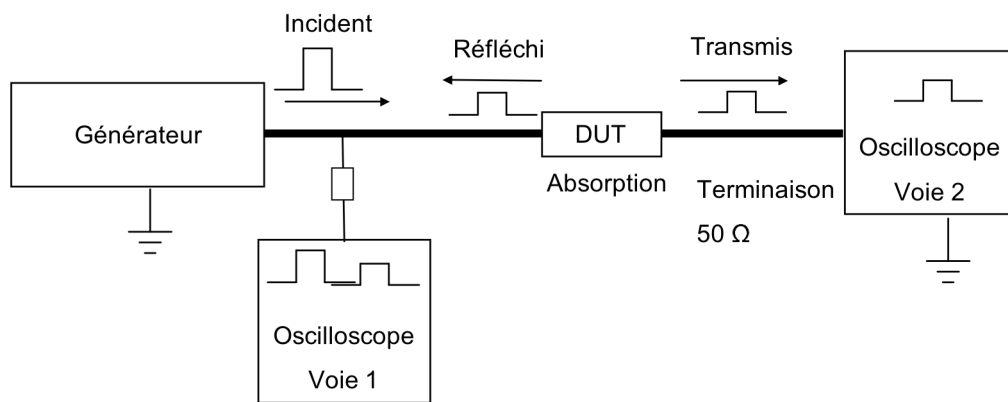 Incident
Réfléchi
Transmis
Générateur
DUT
Absorption
Terminaison
50 Ω
Oscilloscope
Voie 2
Oscilloscope
Voie 1